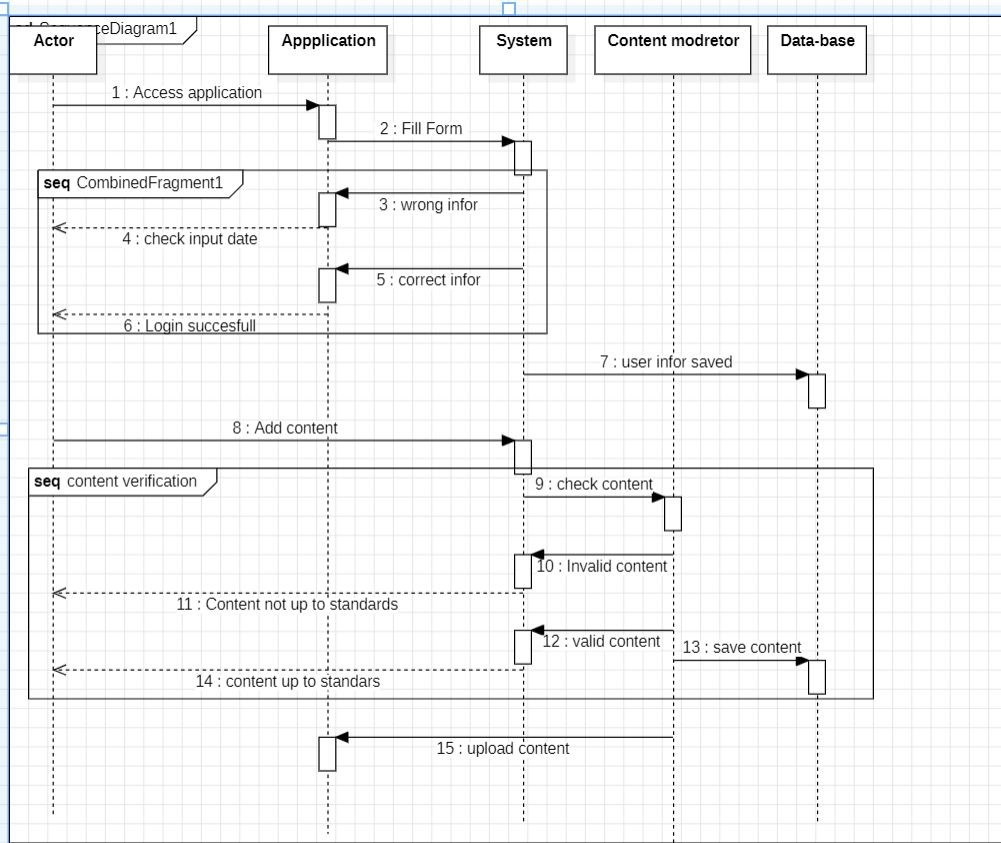 SequenceDiagram1
Actor
Appplication
System
Content modretor
Data-base
1 : Access application
2 : Fill Form
seq CombinedFragment1
3 : wrong infor
4 : check input date
5 : correct infor
6 : Login succesfull
7 : user infor saved
8 : Add content
seq content verification
9 : check content
10 : Invalid content
11 : Content not up to standards
12 : valid content
13 : save content
14 : content up to standars
15 : upload content